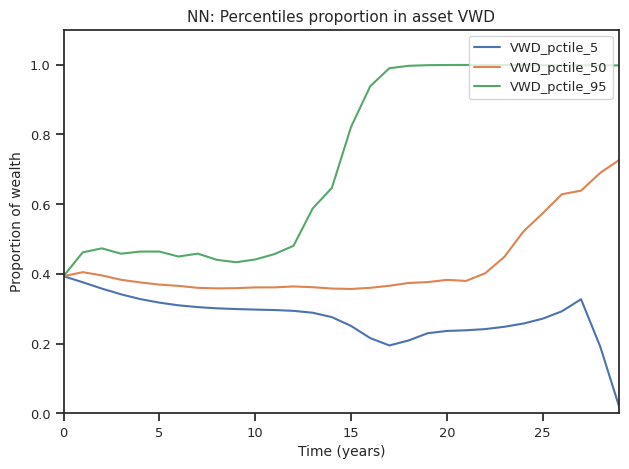 NN: Percentiles proportion in asset VWD
VWD_pctile_5
VWD_pctile_50
VWD_pctile_95
Proportion of wealth
1.0
0.8
0.6
0.4
0.2
0.0
0 5 10 15 20 25
Time (years)